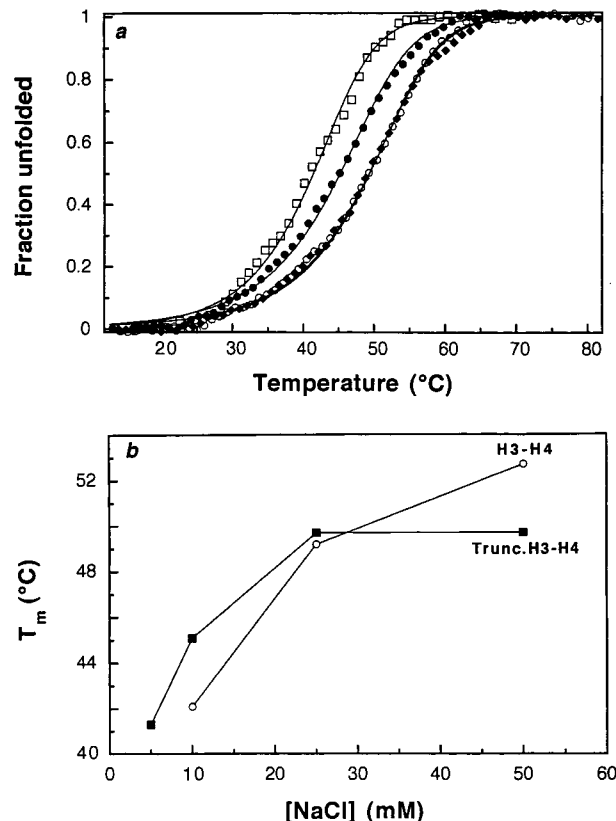 a
1
0.8
0.6
0.4
0.2
0
Fraction unfolded
20 30 40 50 60 70 80
Temperature (°C)
b
H3-H4
Trunc.H3-H4
52
48
44
40
Tm (°C)
0 10 20 30 40 50 60
[NaCl] (mM)